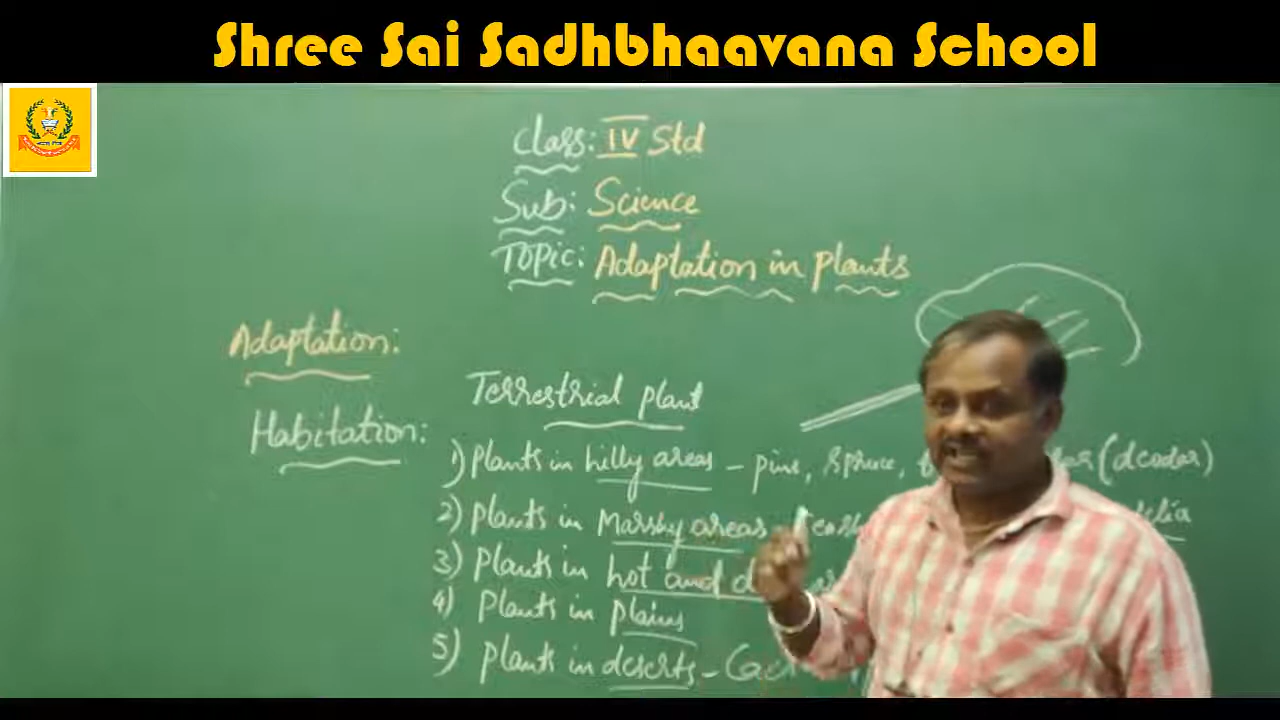 Shree Sai Sadhbhaavana School
Class: IV Std
Sub: Science
Topic: Adaptation in plants
Adaptation:
Terrestrial plant
Habitation:
1) plants in hilly areas - pine, spruce, (deodar)
2) plants in Marshy areas -
3) plants in hot and
4) plants in plains
5) plants in deserts -